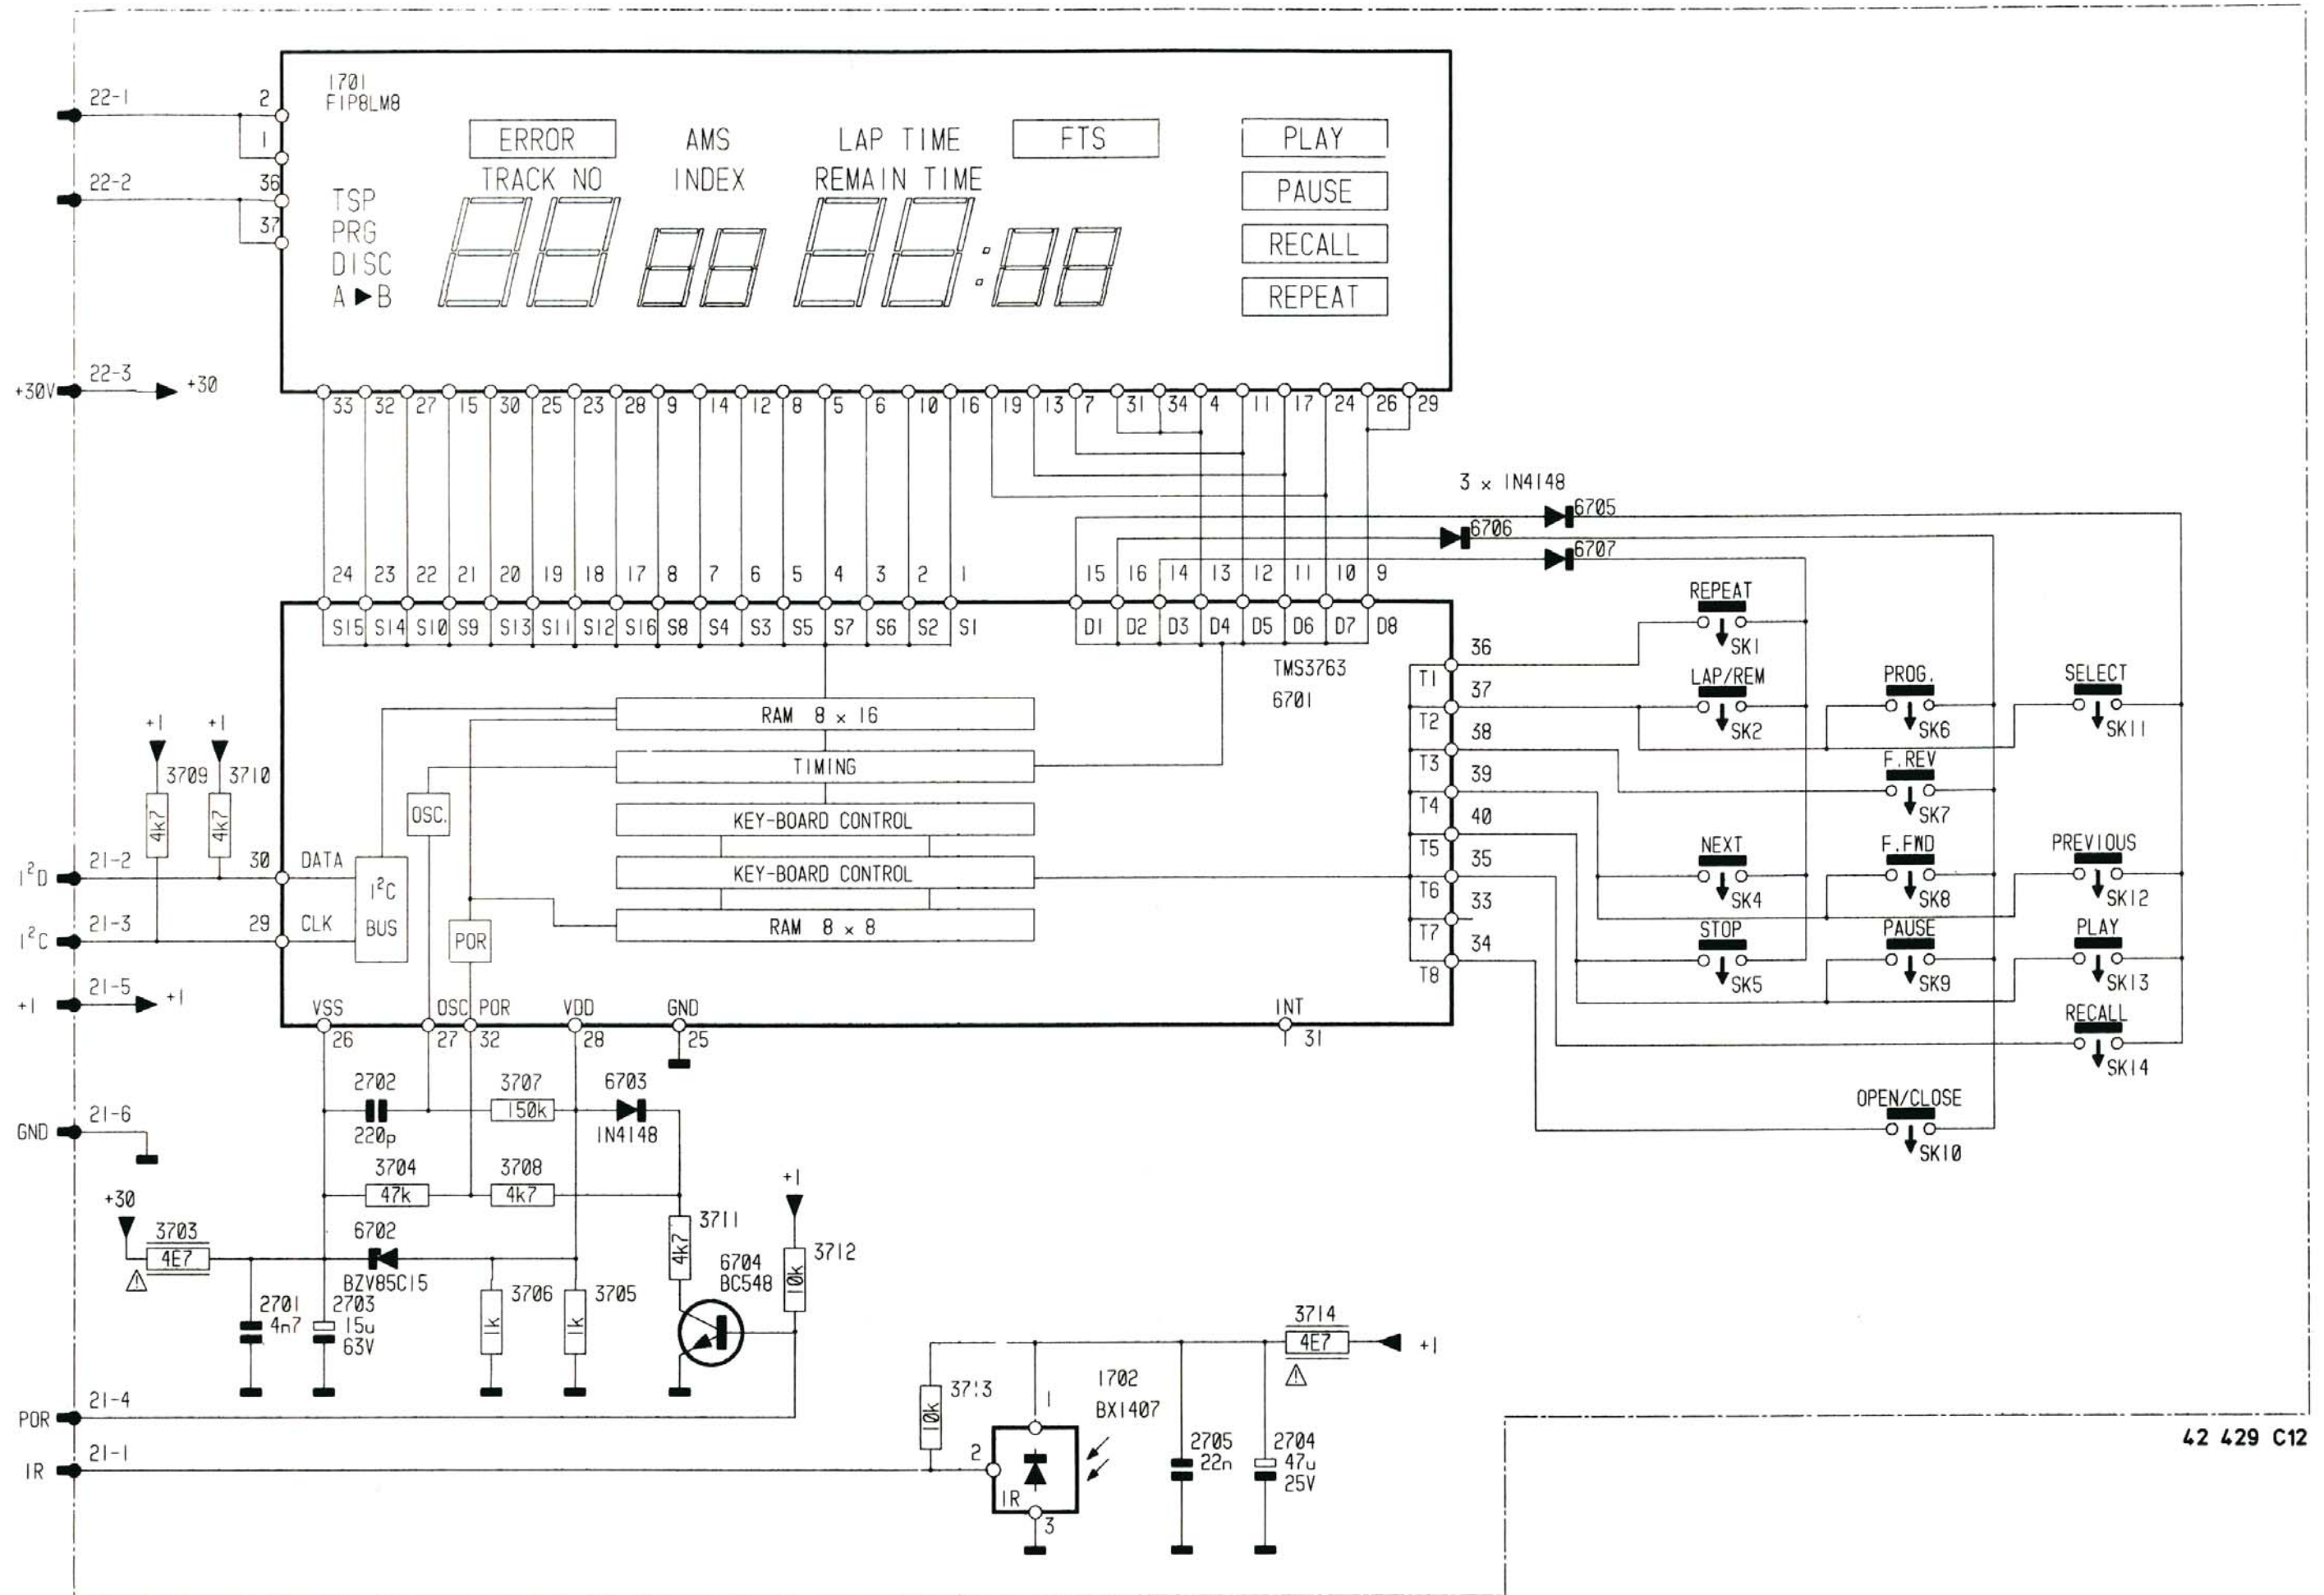 1701
FIP8LM8
22-1
2
1
22-2
36
37
ERROR
AMS
LAP TIME
FTS
PLAY
TRACK NO
INDEX
REMAIN TIME
PAUSE
RECALL
REPEAT
TSP
PRG
DISC
A▶B
+30V
22-3
+30
33 32 27 15 30 25 23 28 9 14 12 8 5 6 10 16 19 13 7 31 34 4 11 17 24 26 29
3 x 1N4148
6705
6706
6707
24 23 22 21 20 19 18 17 8 7 6 5 4 3 2 1 15 16 14 13 12 11 10 9
S15 S14 S10 S9 S13 S11 S12 S16 S8 S4 S3 S5 S7 S6 S2 S1 D1 D2 D3 D4 D5 D6 D7 D8
TMS3763
6701
36
T1
37
T2
38
T3
39
T4
40
T5
35
T6
33
T7
34
T8
REPEAT
SK1
LAP/REM
SK2
PROG.
SK6
SELECT
SK11
F.REV
SK7
NEXT
SK4
F.FWD
SK8
PREVIOUS
SK12
STOP
SK5
PAUSE
SK9
PLAY
SK13
RECALL
SK14
OPEN/CLOSE
SK10
RAM 8 x 16
TIMING
KEY-BOARD CONTROL
KEY-BOARD CONTROL
RAM 8 x 8
OSC.
POR
I²C
BUS
+1
+1
3709
3710
4k7
4k7
I²D
21-2
30
DATA
I²C
21-3
29
CLK
+1
21-5
+1
VSS
OSC
POR
VDD
GND
INT
26
27
32
28
25
31
2702
220p
3707
150k
6703
1N4148
GND
21-6
3704
47k
3708
4k7
+30
3703
4E7
6702
BZV85C15
3711
4k7
+1
3712
10k
6704
BC548
2701
4n7
2703
15u
63V
3706
1k
3705
1k
POR
21-4
IR
21-1
3713
10k
1
2
3
IR
1702
BX1407
3714
4E7
+1
2705
22n
2704
47u
25V
42 429 C12